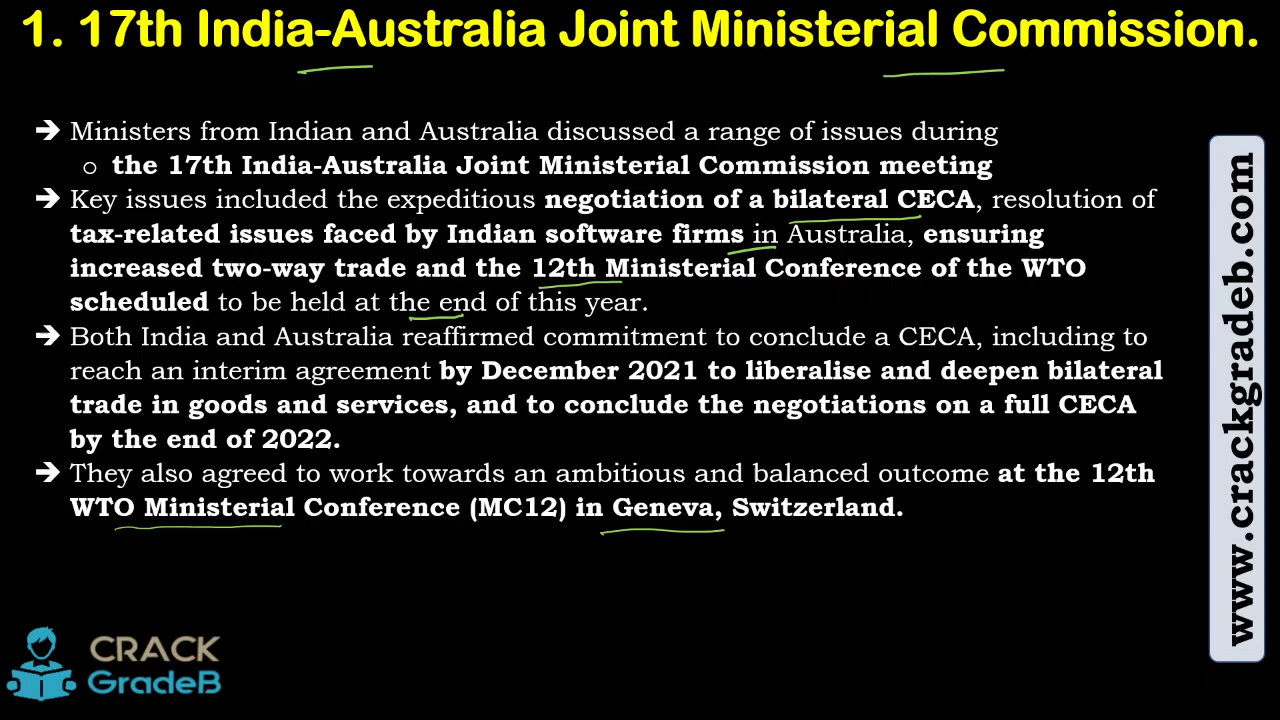 1. 17th India-Australia Joint Ministerial Commission.
➔ Ministers from Indian and Australia discussed a range of issues during
o the 17th India-Australia Joint Ministerial Commission meeting
➔ Key issues included the expeditious negotiation of a bilateral CECA, resolution of
tax-related issues faced by Indian software firms in Australia, ensuring
increased two-way trade and the 12th Ministerial Conference of the WTO
scheduled to be held at the end of this year.
➔ Both India and Australia reaffirmed commitment to conclude a CECA, including to
reach an interim agreement by December 2021 to liberalise and deepen bilateral
trade in goods and services, and to conclude the negotiations on a full CECA
by the end of 2022.
➔ They also agreed to work towards an ambitious and balanced outcome at the 12th
WTO Ministerial Conference (MC12) in Geneva, Switzerland.
www.crackgradeb.com
CRACK
GradeB